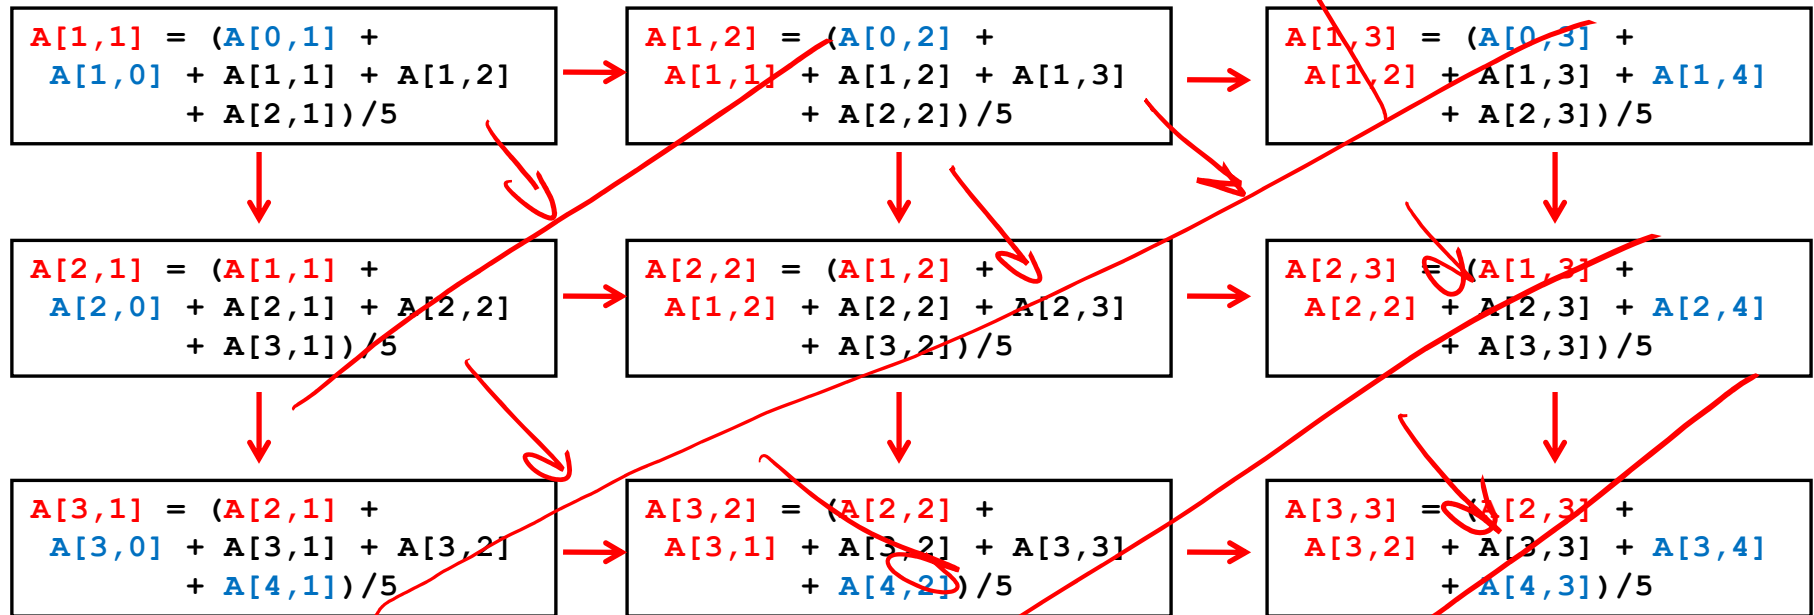 A[1,1] = (A[0,1] +
A[1,0] + A[1,1] + A[1,2]
+ A[2,1])/5
A[1,2] = (A[0,2] +
A[1,1] + A[1,2] + A[1,3]
+ A[2,2])/5
A[1,3] = (A[0,3] +
A[1,2] + A[1,3] + A[1,4]
+ A[2,3])/5
A[2,1] = (A[1,1] +
A[2,0] + A[2,1] + A[2,2]
+ A[3,1])/5
A[2,2] = (A[1,2] +
A[1,2] + A[2,2] + A[2,3]
+ A[3,2])/5
A[2,3] = (A[1,3] +
A[2,2] + A[2,3] + A[2,4]
+ A[3,3])/5
A[3,1] = (A[2,1] +
A[3,0] + A[3,1] + A[3,2]
+ A[4,1])/5
A[3,2] = (A[2,2] +
A[3,1] + A[3,2] + A[3,3]
+ A[4,2])/5
A[3,3] = (A[2,3] +
A[3,2] + A[3,3] + A[3,4]
+ A[4,3])/5